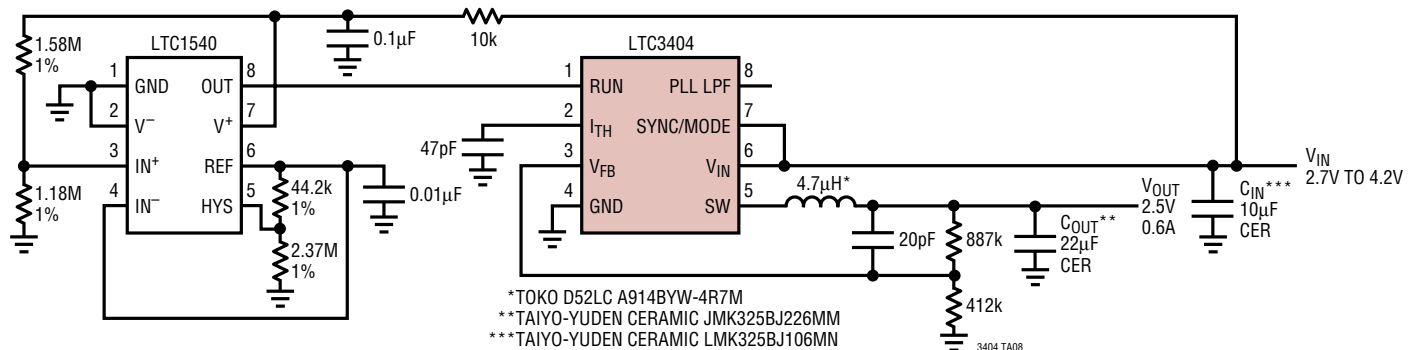 1.58M
1%
LTC1540
0.1µF
10k
LTC3404
1
GND
OUT
8
2
V⁻
V⁺
7
3
IN⁺
REF
6
4
IN⁻
HYS
5
1.18M
1%
44.2k
1%
2.37M
1%
0.01µF
47pF
1
RUN
PLL LPF
8
2
I_TH
SYNC/MODE
7
3
V_FB
V_IN
6
4
GND
SW
5
4.7µH*
20pF
887k
412k
C_OUT**
22µF
CER
V_OUT
2.5V
0.6A
C_IN***
10µF
CER
V_IN
2.7V TO 4.2V
*TOKO D52LC A914BYW-4R7M
**TAIYO-YUDEN CERAMIC JMK325BJ226MM
***TAIYO-YUDEN CERAMIC LMK325BJ106MN
3404 TA08